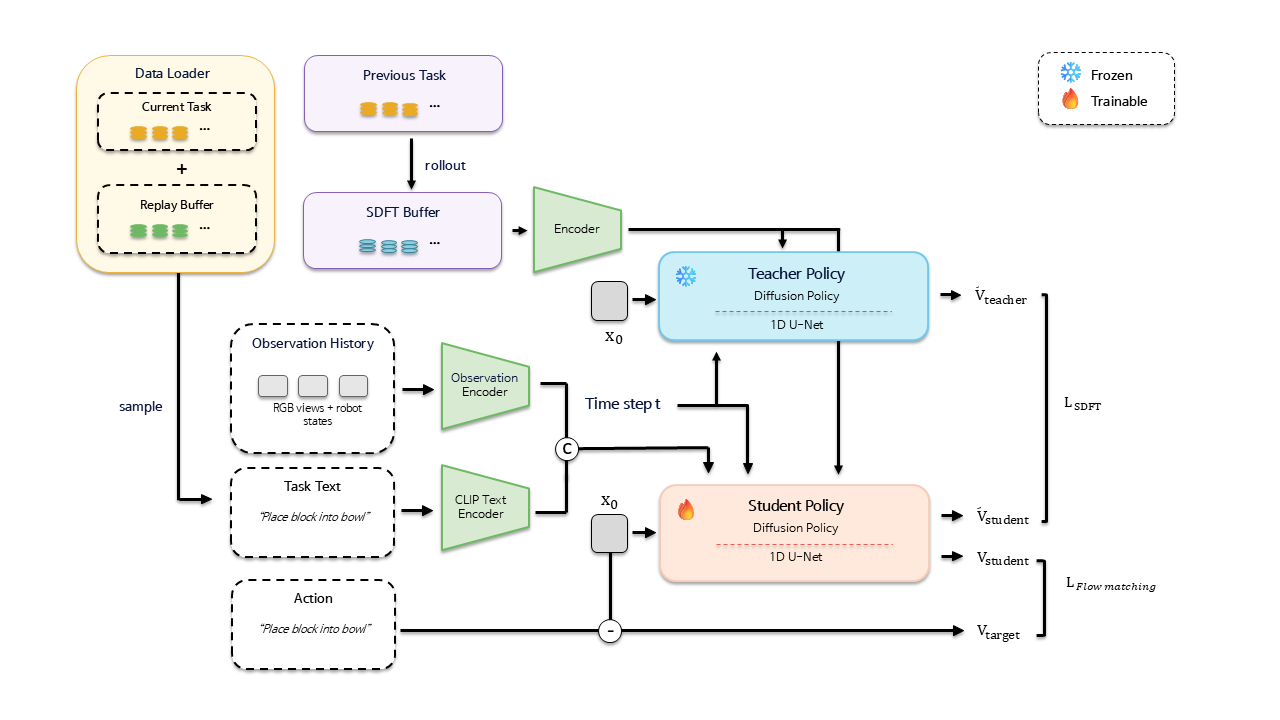 Data Loader
Current Task
...
+
Replay Buffer
...
Previous Task
...
rollout
SDFT Buffer
...
Encoder
Frozen
Trainable
Teacher Policy
Diffusion Policy
1D U-Net
x0
V́teacher
Observation History
RGB views + robot
states
Observation
Encoder
sample
Time step t
C
L SDFT
Task Text
"Place block into bowl"
CLIP Text
Encoder
x0
Student Policy
Diffusion Policy
1D U-Net
V́student
Vstudent
L Flow matching
Action
"Place block into bowl"
-
Vtarget